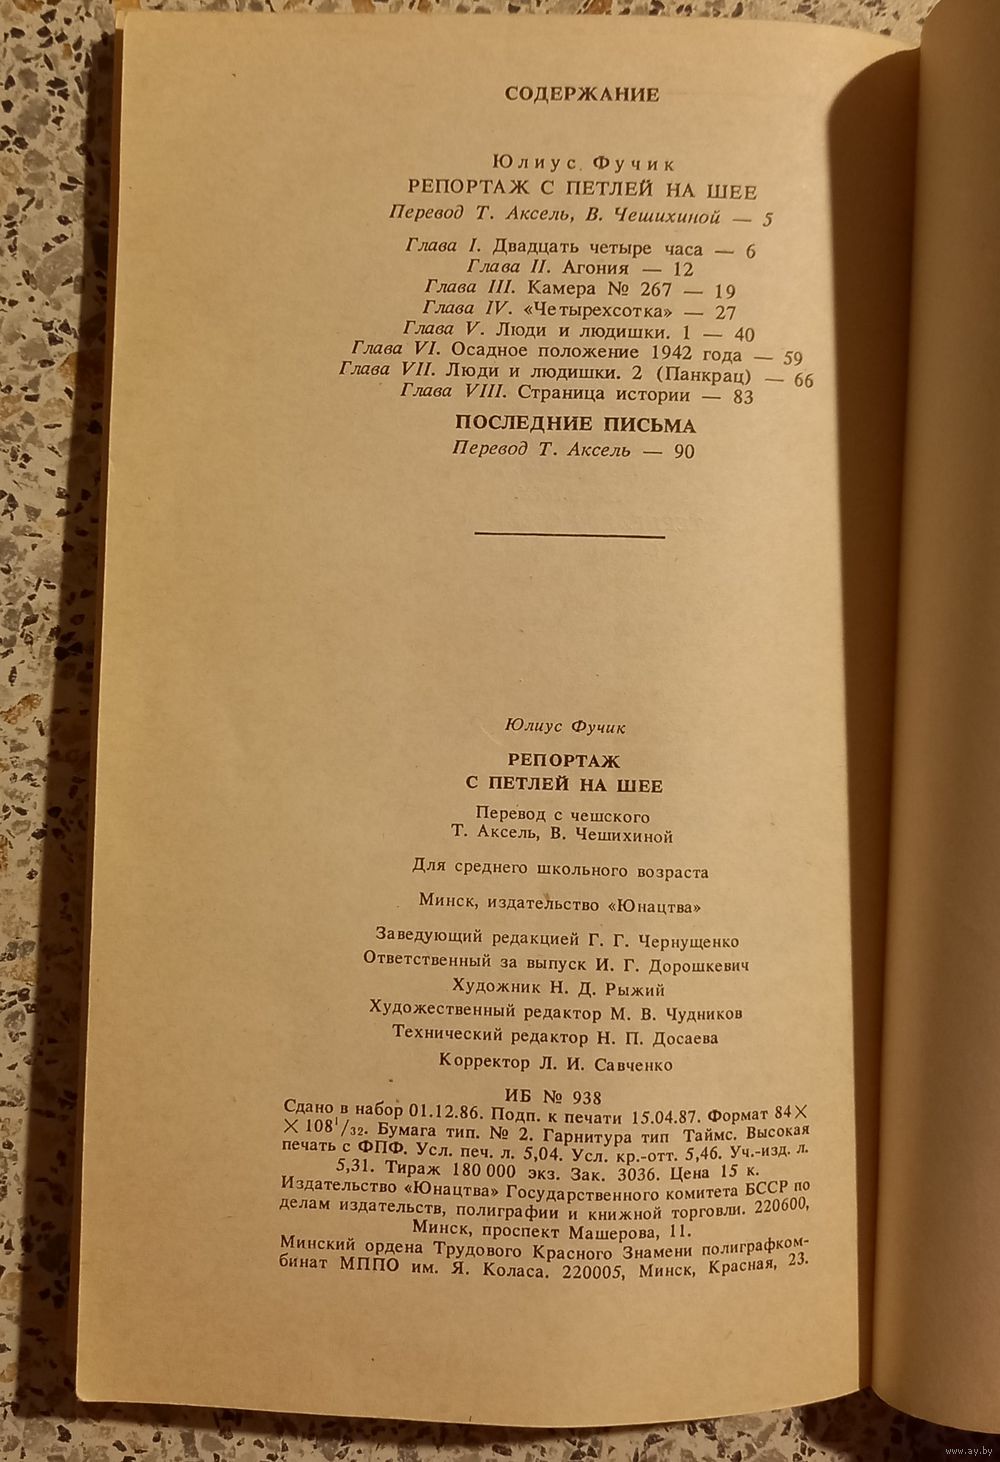 СОДЕРЖАНИЕ
Юлиус Фучик
РЕПОРТАЖ С ПЕТЛЕЙ НА ШЕЕ
Перевод Т. Аксель, В. Чешихиной — 5
Глава I. Двадцать четыре часа — 6
Глава II. Агония — 12
Глава III. Камера № 267 — 19
Глава IV. «Четырехсотка» — 27
Глава V. Люди и людишки. 1 — 40
Глава VI. Осадное положение 1942 года — 59
Глава VII. Люди и людишки. 2 (Панкрац) — 66
Глава VIII. Страница истории — 83
ПОСЛЕДНИЕ ПИСЬМА
Перевод Т. Аксель — 90
Юлиус Фучик
РЕПОРТАЖ
С ПЕТЛЕЙ НА ШЕЕ
Перевод с чешского
Т. Аксель, В. Чешихиной
Для среднего школьного возраста
Минск, издательство «Юнацтва»
Заведующий редакцией Г. Г. Чернущенко
Ответственный за выпуск И. Г. Дорошкевич
Художник Н. Д. Рыжий
Художественный редактор М. В. Чудников
Технический редактор Н. П. Досаева
Корректор Л. И. Савченко
ИБ № 938
Сдано в набор 01.12.86. Подп. к печати 15.04.87. Формат 84×
×108¹/₃₂. Бумага тип. № 2. Гарнитура тип Таймс. Высокая
печать с ФПФ. Усл. печ. л. 5,04. Усл. кр.-отт. 5,46. Уч.-изд. л.
5,31. Тираж 180 000 экз. Зак. 3036. Цена 15 к.
Издательство «Юнацтва» Государственного комитета БССР по
делам издательств, полиграфии и книжной торговли. 220600,
Минск, проспект Машерова, 11.
Минский ордена Трудового Красного Знамени полиграфком-
бинат МППО им. Я. Коласа. 220005, Минск, Красная, 23.
www.ay.by